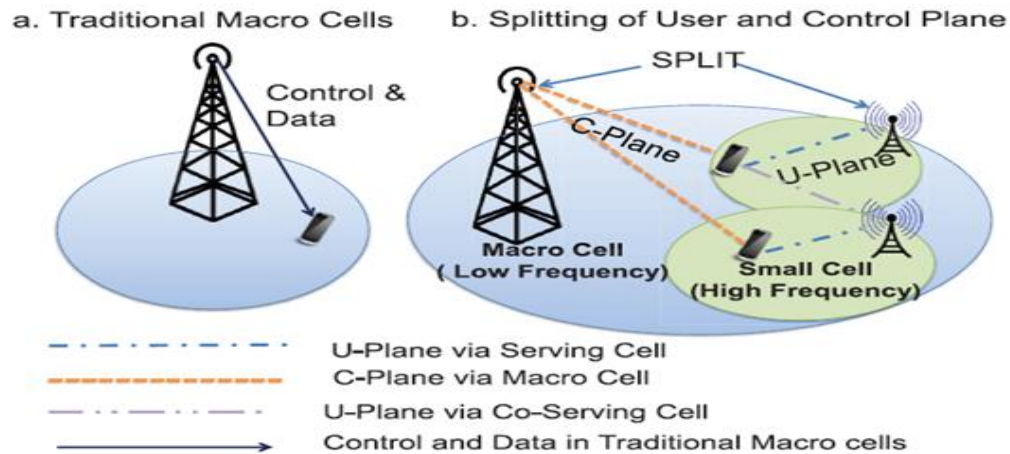 a. Traditional Macro Cells
b. Splitting of User and Control Plane
Control &
Data
SPLIT
C-Plane
U-Plane
Macro Cell
( Low Frequency)
Small Cell
(High Frequency)
U-Plane via Serving Cell
C-Plane via Macro Cell
U-Plane via Co-Serving Cell
Control and Data in Traditional Macro cells